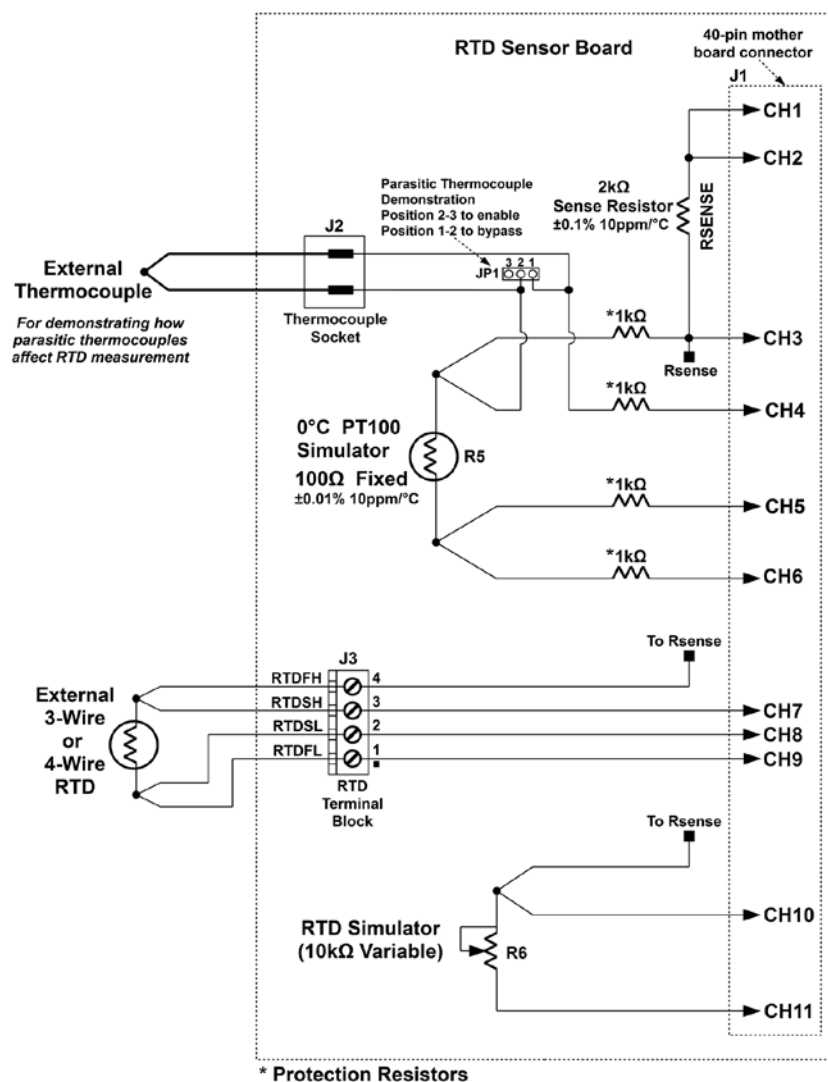 RTD Sensor Board
40-pin mother
board connector
J1
CH1
CH2
2kΩ
Sense Resistor
±0.1% 10ppm/°C
RSENSE
Parasitic Thermocouple
Demonstration
Position 2-3 to enable
Position 1-2 to bypass
J2
3 2 1
JP1
External
Thermocouple
For demonstrating how
parasitic thermocouples
affect RTD measurement
Thermocouple
Socket
*1kΩ
CH3
Rsense
*1kΩ
CH4
0°C PT100
Simulator
100Ω Fixed
±0.01% 10ppm/°C
R5
*1kΩ
CH5
*1kΩ
CH6
To Rsense
J3
External
3-Wire
or
4-Wire
RTD
RTDFH
4
RTDSH
3
CH7
RTDSL
2
CH8
RTDFL
1
CH9
RTD
Terminal
Block
To Rsense
CH10
RTD Simulator
(10kΩ Variable)
R6
CH11
* Protection Resistors